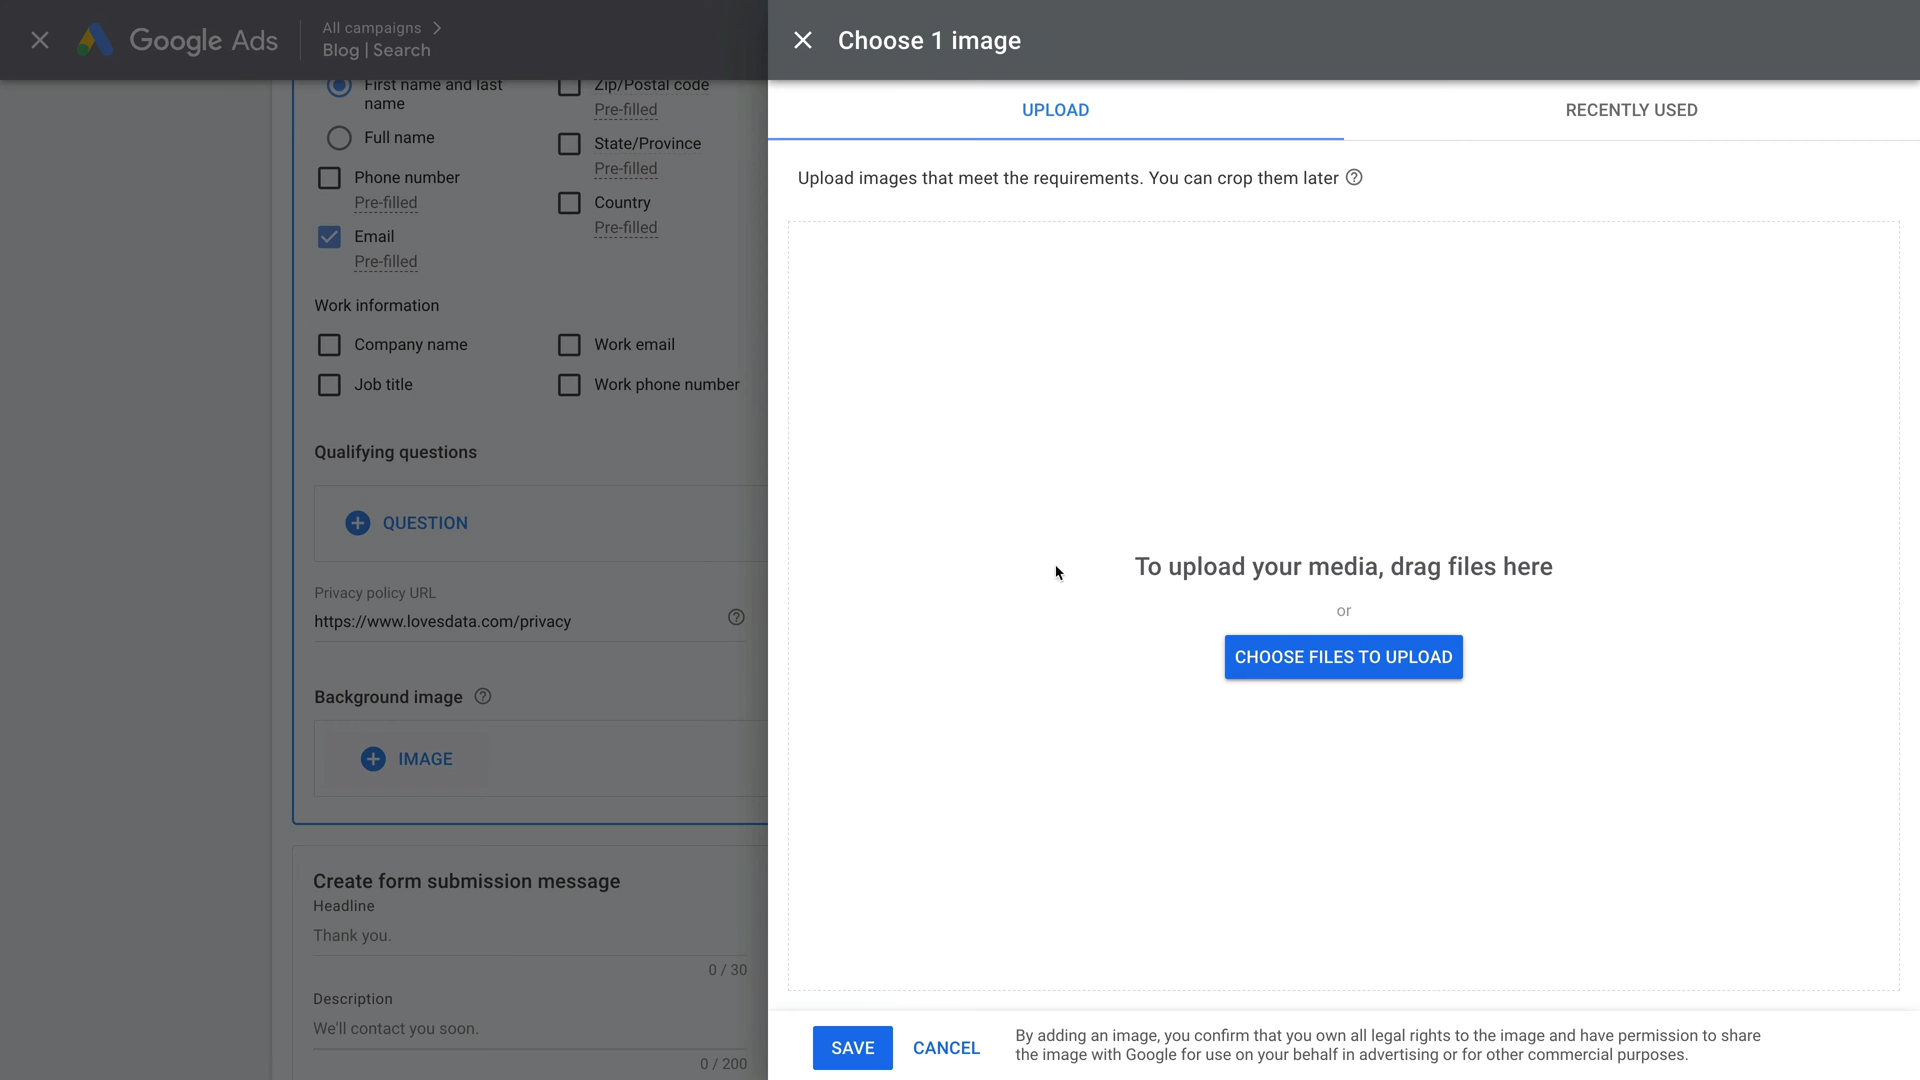 Google Ads
All campaigns
Blog | Search
First name and last
name
Full name
Phone number
Pre-filled
Email
Pre-filled
Zip/Postal code
Pre-filled
State/Province
Pre-filled
Country
Pre-filled
Work information
Company name
Work email
Job title
Work phone number
Qualifying questions
QUESTION
Privacy policy URL
https://www.lovesdata.com/privacy
Background image
IMAGE
Create form submission message
Headline
Thank you.
0 / 30
Description
We'll contact you soon.
0 / 200
Choose 1 image
UPLOAD
RECENTLY USED
Upload images that meet the requirements. You can crop them later
To upload your media, drag files here
or
CHOOSE FILES TO UPLOAD
SAVE
CANCEL
By adding an image, you confirm that you own all legal rights to the image and have permission to share
the image with Google for use on your behalf in advertising or for other commercial purposes.